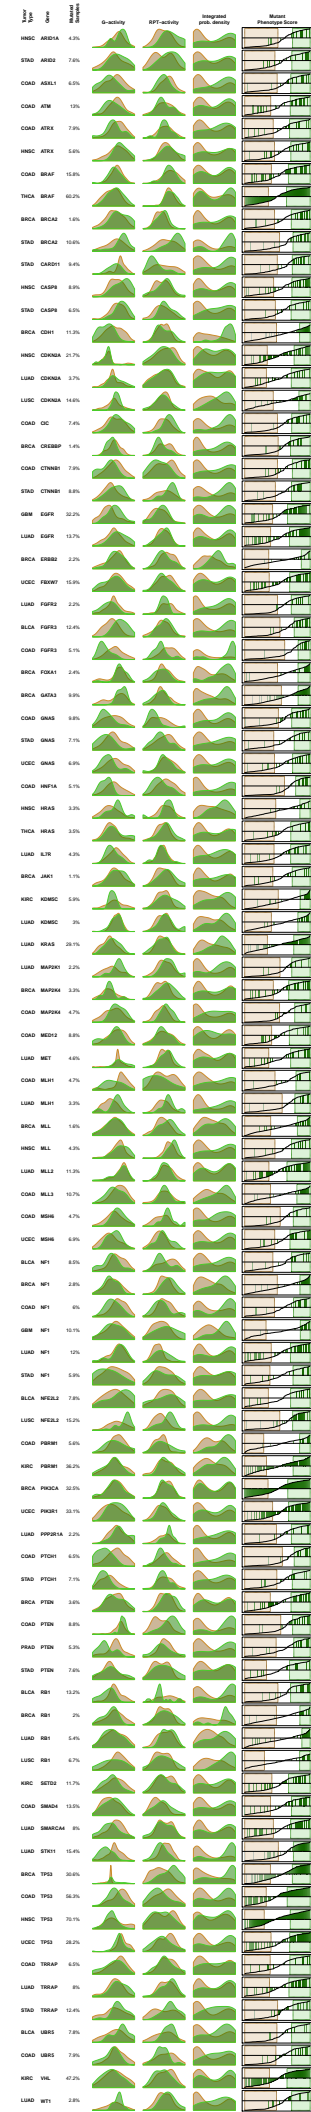 Tumor Type
Gene
Mutated Samples
G−activity
RPT−activity
Integrated prob. density
Mutant Phenotype Score
HNSC ARID1A 4.3%
STAD ARID2 7.6%
COAD ASXL1 6.5%
COAD ATM 13%
COAD ATRX 7.9%
HNSC ATRX 5.6%
COAD BRAF 15.8%
THCA BRAF 60.2%
BRCA BRCA2 1.6%
STAD BRCA2 10.6%
STAD CARD11 9.4%
HNSC CASP8 8.9%
STAD CASP8 6.5%
BRCA CDH1 11.3%
HNSC CDKN2A 21.7%
LUAD CDKN2A 3.7%
LUSC CDKN2A 14.6%
COAD CIC 7.4%
BRCA CREBBP 1.4%
COAD CTNNB1 7.9%
STAD CTNNB1 8.8%
GBM EGFR 32.2%
LUAD EGFR 13.7%
BRCA ERBB2 2.2%
UCEC FBXW7 15.9%
LUAD FGFR2 2.2%
BLCA FGFR3 12.4%
COAD FGFR3 5.1%
BRCA FOXA1 2.4%
BRCA GATA3 9.9%
COAD GNAS 9.8%
STAD GNAS 7.1%
UCEC GNAS 6.9%
COAD HNF1A 5.1%
HNSC HRAS 3.3%
THCA HRAS 3.5%
LUAD IL7R 4.3%
BRCA JAK1 1.1%
KIRC KDM5C 5.9%
LUAD KDM5C 3%
LUAD KRAS 29.1%
LUAD MAP2K1 2.2%
BRCA MAP2K4 3.3%
COAD MAP2K4 4.7%
COAD MED12 8.8%
LUAD MET 4.6%
COAD MLH1 4.7%
LUAD MLH1 3.3%
BRCA MLL 1.6%
HNSC MLL 4.3%
LUAD MLL2 11.3%
COAD MLL3 10.7%
COAD MSH6 4.7%
UCEC MSH6 6.9%
BLCA NF1 8.5%
BRCA NF1 2.8%
COAD NF1 6%
GBM NF1 10.1%
LUAD NF1 12%
STAD NF1 5.9%
BLCA NFE2L2 7.8%
LUSC NFE2L2 15.2%
COAD PBRM1 5.6%
KIRC PBRM1 36.2%
BRCA PIK3CA 32.5%
UCEC PIK3R1 33.1%
LUAD PPP2R1A 2.2%
COAD PTCH1 6.5%
STAD PTCH1 7.1%
BRCA PTEN 3.6%
COAD PTEN 8.8%
PRAD PTEN 5.3%
STAD PTEN 7.6%
BLCA RB1 13.2%
BRCA RB1 2%
LUAD RB1 5.4%
LUSC RB1 6.7%
KIRC SETD2 11.7%
COAD SMAD4 13.5%
LUAD SMARCA4 8%
LUAD STK11 15.4%
BRCA TP53 30.6%
COAD TP53 56.3%
HNSC TP53 70.1%
UCEC TP53 28.2%
COAD TRRAP 6.5%
LUAD TRRAP 8%
STAD TRRAP 12.4%
BLCA UBR5 7.8%
COAD UBR5 7.9%
KIRC VHL 47.2%
LUAD WT1 2.8%